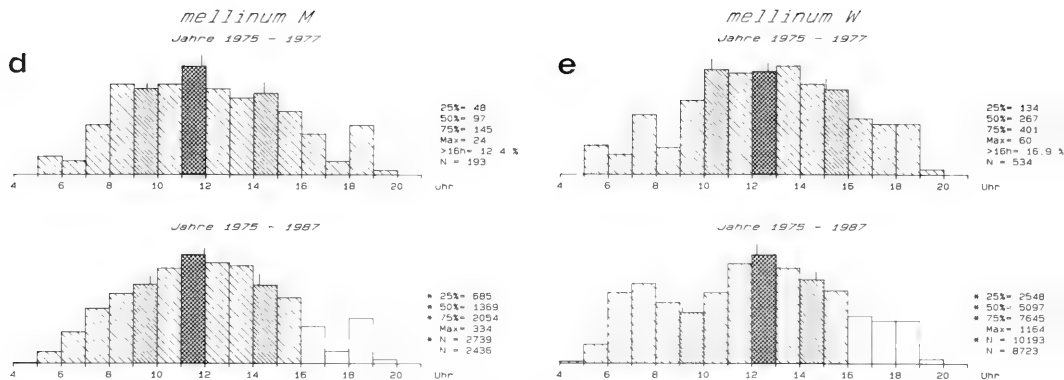 mellinum M
Jahre 1975 - 1977
d
25%= 48
50%= 97
75%= 145
Max= 24
>16h= 12.4 %
N = 193
4 6 8 10 12 14 16 18 20 Uhr
Jahre 1975 - 1987
* 25%= 685
* 50%= 1369
* 75%= 2054
Max= 334
* N = 2739
N = 2436
4 6 8 10 12 14 16 18 20 Uhr
mellinum W
Jahre 1975 - 1977
e
25%= 134
50%= 267
75%= 401
Max= 60
>16h= 16.9 %
N = 534
4 6 8 10 12 14 16 18 20 Uhr
Jahre 1975 - 1987
* 25%= 2548
* 50%= 5097
* 75%= 7645
Max= 1164
* N = 10193
N = 8723
4 6 8 10 12 14 16 18 20 Uhr